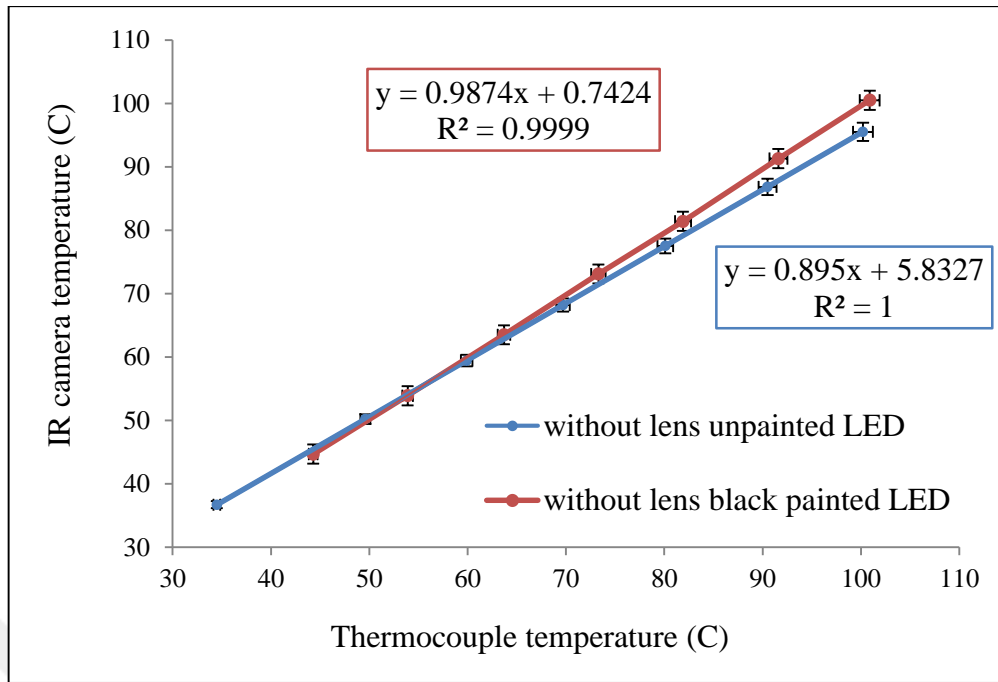 110
100
90
80
70
60
50
40
30
IR camera temperature (C)
y = 0.9874x + 0.7424
R² = 0.9999
y = 0.895x + 5.8327
R² = 1
without lens unpainted LED
without lens black painted LED
30 40 50 60 70 80 90 100 110
Thermocouple temperature (C)